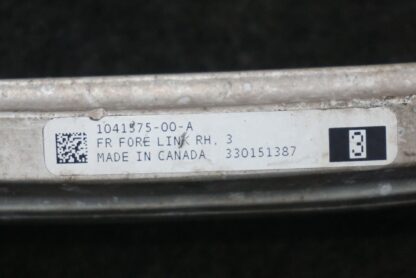 1041575-00-A
FR FORE LINK RH, 3
MADE IN CANADA 330151387
3